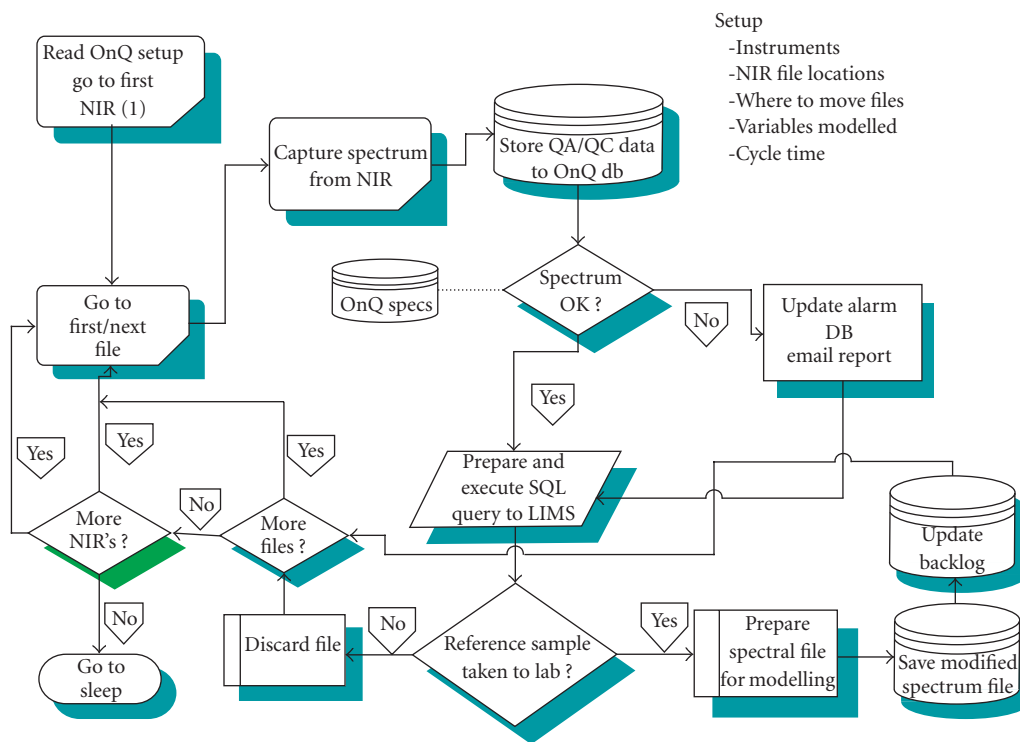 Read OnQ setup
go to first
NIR (1)
Setup
-Instruments
-NIR file locations
-Where to move files
-Variables modelled
-Cycle time
Capture spectrum
from NIR
Store QA/QC data
to OnQ db
Go to
first/next
file
OnQ specs
Spectrum
OK ?
No
Update alarm
DB
email report
Yes
Yes
Yes
Yes
Prepare and
execute SQL
query to LIMS
More
NIR's ?
No
More
files ?
Update
backlog
No
Go to
sleep
Discard file
No
Reference sample
taken to lab ?
Yes
Prepare
spectral file
for modelling
Save modified
spectrum file